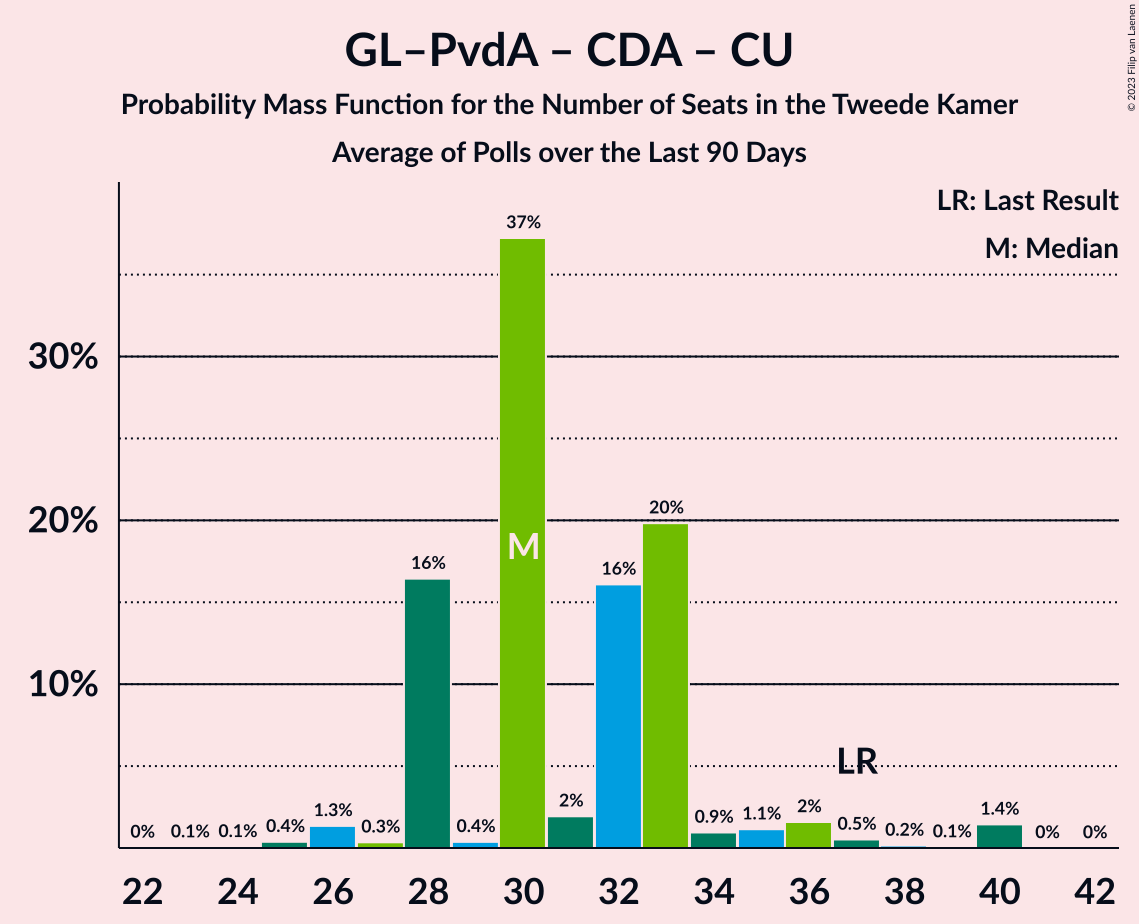 GL–PvdA – CDA – CU
Probability Mass Function for the Number of Seats in the Tweede Kamer
Average of Polls over the Last 90 Days
© 2023 Filip van Laenen
LR: Last Result
M: Median
37%
30%
20%
20%
M
16%
16%
10%
LR
2%
2%
1.3%
1.4%
1.1%
0.9%
0.5%
0% 0.1% 0.1% 0.4% 0.3% 0.4% 0.2% 0.1% 0% 0%
22 24 26 28 30 32 34 36 38 40 42